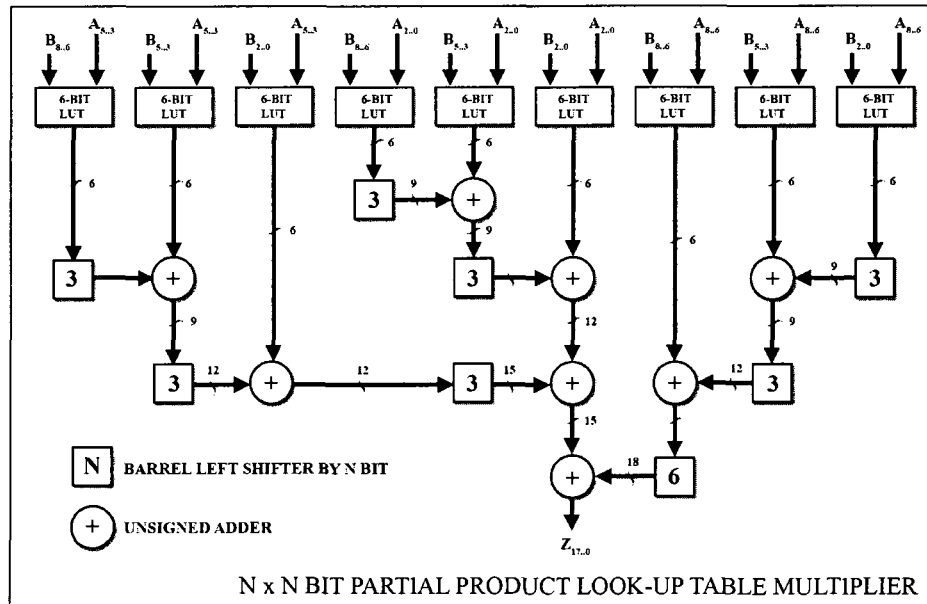 B8..6 A5..3 B5..3 A5..3 B2..0 A5..3 B8..6 A2..0 B5..3 A2..0 B2..0 A2..0 B8..6 A8..6 B5..3 A8..6 B2..0 A8..6
6-BIT LUT 6-BIT LUT 6-BIT LUT 6-BIT LUT 6-BIT LUT 6-BIT LUT 6-BIT LUT 6-BIT LUT 6-BIT LUT
6 6
6 6 3 9 + 6 6 6
6 9 6
3 + 3 + + 9 3
9 12 9
3 12 + 12 3 15 + + 12 3
15
N BARREL LEFT SHIFTER BY N BIT + 18 6
+ UNSIGNED ADDER
Z17..0
N x N BIT PARTIAL PRODUCT LOOK-UP TABLE MULTIPLIER